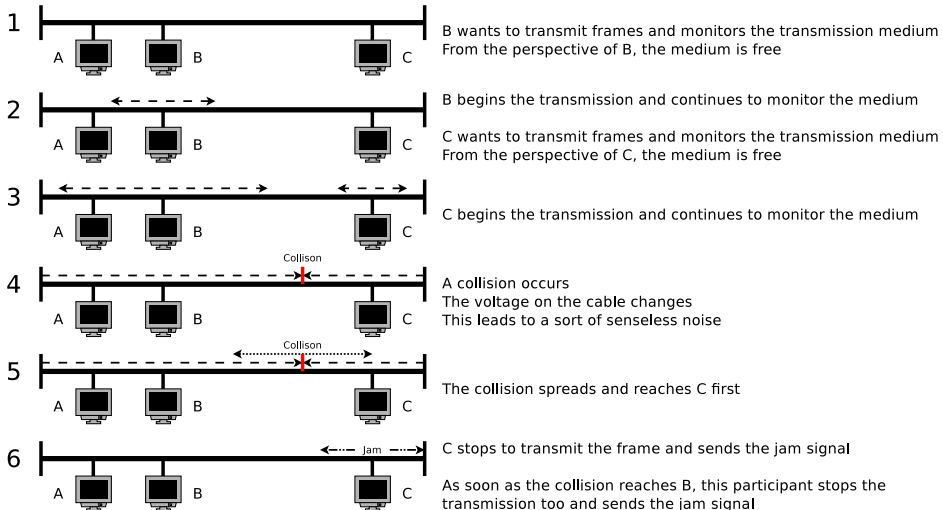 1
A
B
C
B wants to transmit frames and monitors the transmission medium
From the perspective of B, the medium is free
2
A
B
C
B begins the transmission and continues to monitor the medium
C wants to transmit frames and monitors the transmission medium
From the perspective of C, the medium is free
3
A
B
C
C begins the transmission and continues to monitor the medium
Collison
4
A
B
C
A collision occurs
The voltage on the cable changes
This leads to a sort of senseless noise
Collison
5
A
B
C
The collision spreads and reaches C first
Jam
6
A
B
C
C stops to transmit the frame and sends the jam signal
As soon as the collision reaches B, this participant stops the
transmission too and sends the jam signal